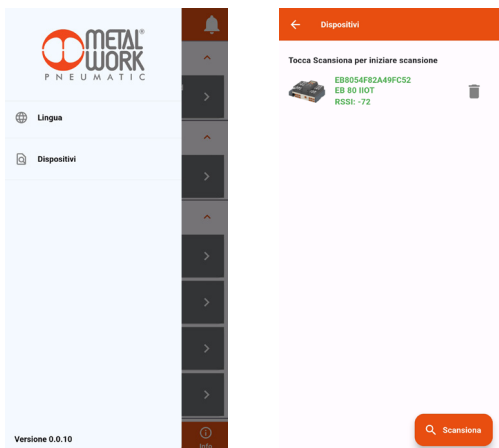 METAL®
WORK
PNEUMATIC
Lingua
Dispositivi
Versione 0.0.10
Info
Dispositivi
Tocca Scansiona per iniziare scansione
EB8054F82A49FC52
EB 80 IIOT
RSSI: -72
Scansiona